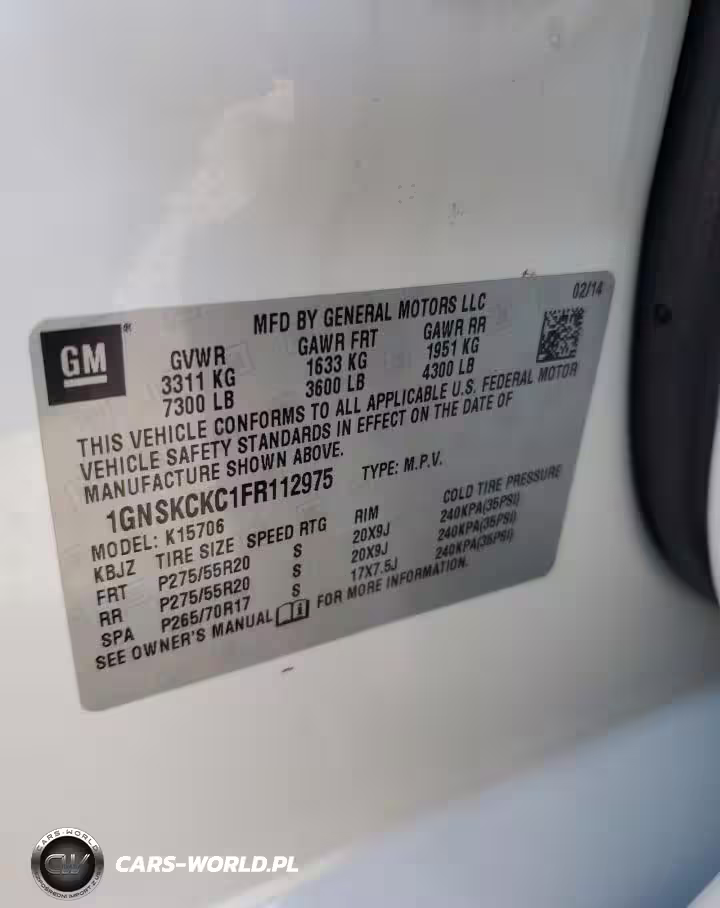 GM®
MFD BY GENERAL MOTORS LLC
02/14
GVWR GAWR FRT GAWR RR
3311 KG 1633 KG 1951 KG
7300 LB 3600 LB 4300 LB
THIS VEHICLE CONFORMS TO ALL APPLICABLE U.S. FEDERAL MOTOR
VEHICLE SAFETY STANDARDS IN EFFECT ON THE DATE OF
MANUFACTURE SHOWN ABOVE.
1GNSKCKC1FR112975 TYPE: M.P.V.
MODEL: K15706
KBJZ TIRE SIZE SPEED RTG RIM COLD TIRE PRESSURE
FRT P275/55R20 S 20X9J 240KPA(35PSI)
RR P275/55R20 S 20X9J 240KPA(35PSI)
SPA P265/70R17 S 17X7.5J 240KPA(35PSI)
SEE OWNER'S MANUAL FOR MORE INFORMATION.
CARS-WORLD
CW
CARS-WORLD.PL